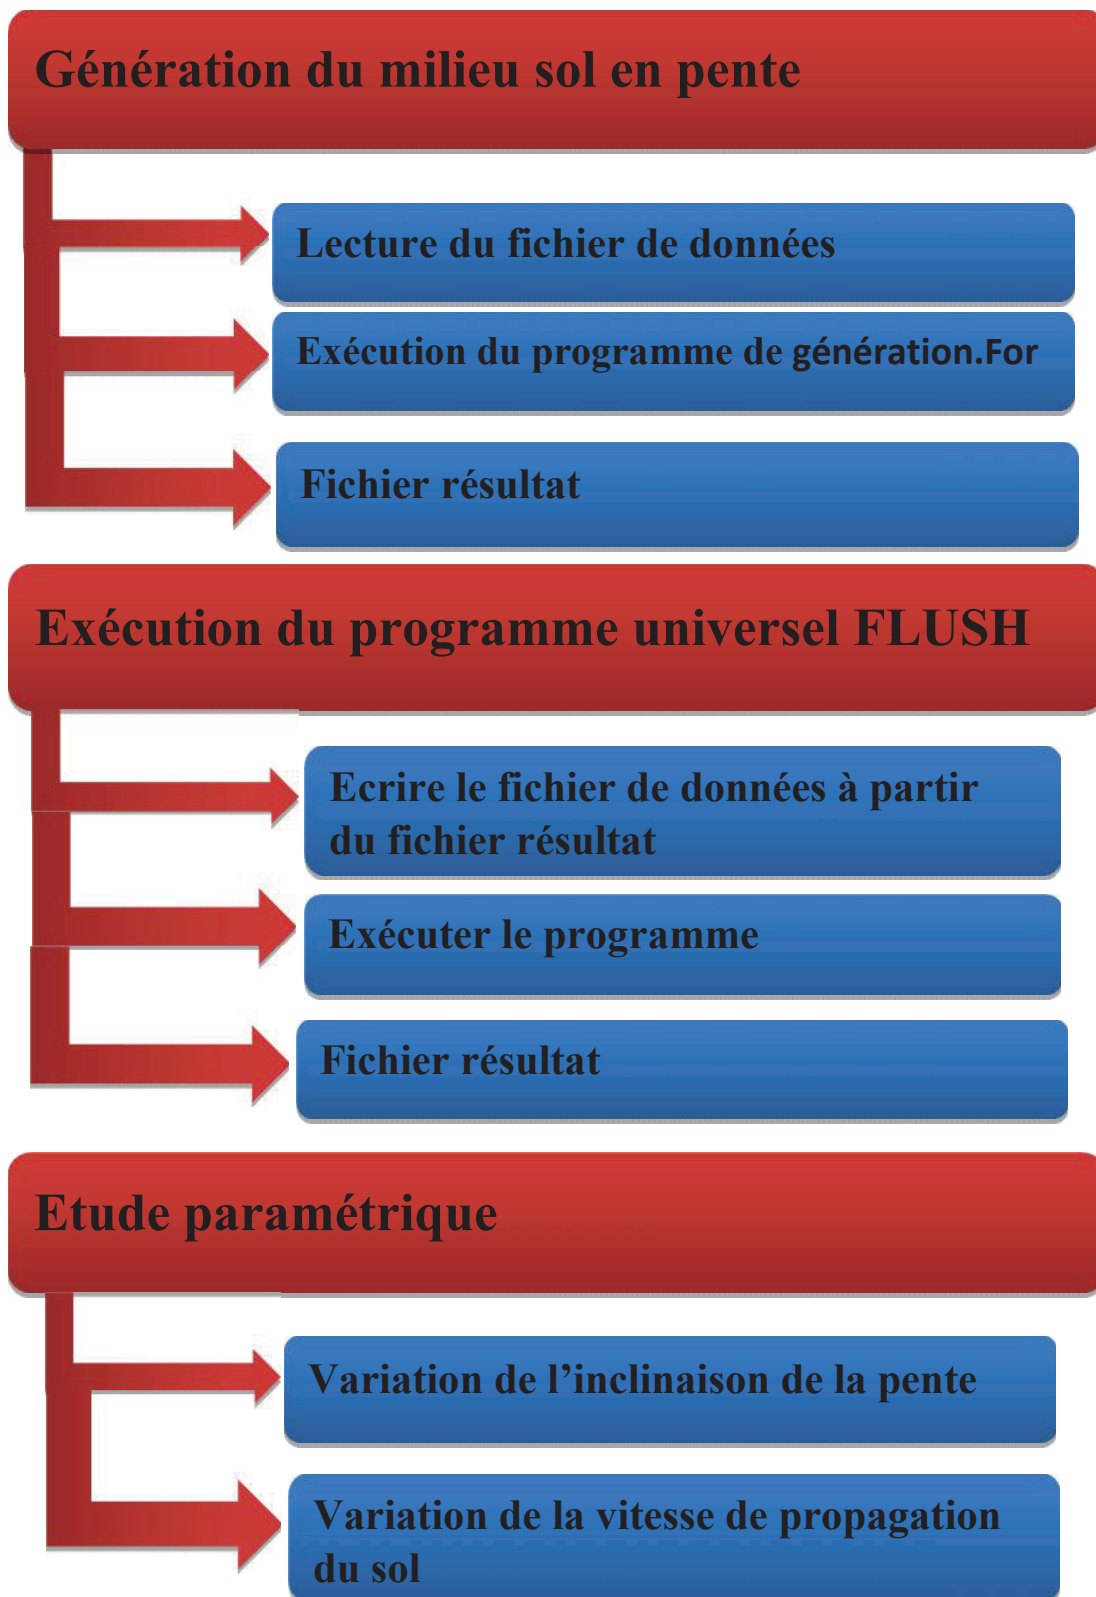 Génération du milieu sol en pente
Lecture du fichier de données
Exécution du programme de génération.For
Fichier résultat
Exécution du programme universel FLUSH
Ecrire le fichier de données à partir
du fichier résultat
Exécuter le programme
Fichier résultat
Etude paramétrique
Variation de l’inclinaison de la pente
Variation de la vitesse de propagation
du sol